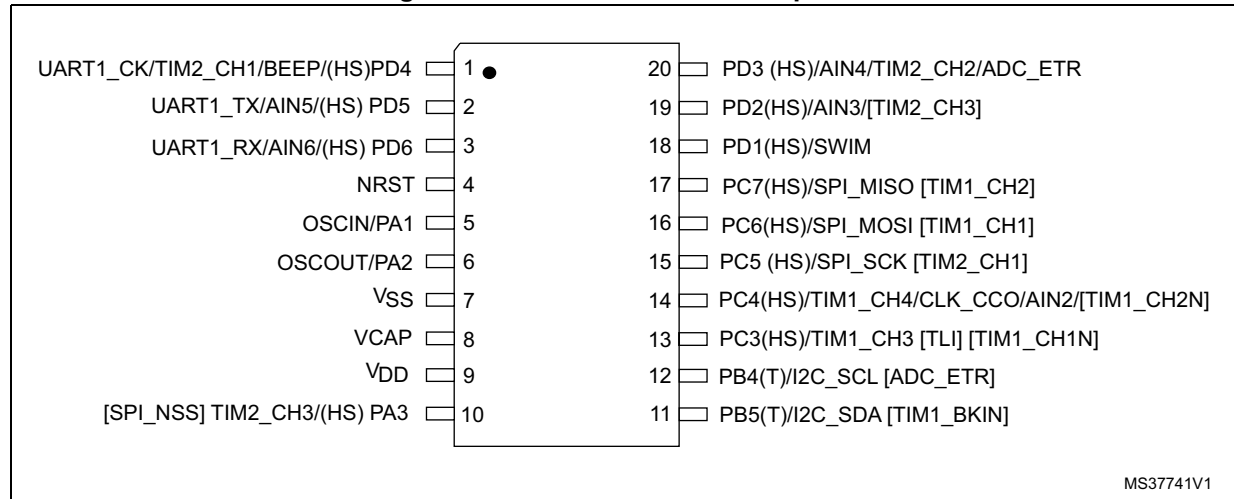 UART1_CK/TIM2_CH1/BEEP/(HS)PD4 1 20 PD3 (HS)/AIN4/TIM2_CH2/ADC_ETR
UART1_TX/AIN5/(HS) PD5 2 19 PD2(HS)/AIN3/[TIM2_CH3]
UART1_RX/AIN6/(HS) PD6 3 18 PD1(HS)/SWIM
NRST 4 17 PC7(HS)/SPI_MISO [TIM1_CH2]
OSCIN/PA1 5 16 PC6(HS)/SPI_MOSI [TIM1_CH1]
OSCOUT/PA2 6 15 PC5 (HS)/SPI_SCK [TIM2_CH1]
VSS 7 14 PC4(HS)/TIM1_CH4/CLK_CCO/AIN2/[TIM1_CH2N]
VCAP 8 13 PC3(HS)/TIM1_CH3 [TLI] [TIM1_CH1N]
VDD 9 12 PB4(T)/I2C_SCL [ADC_ETR]
[SPI_NSS] TIM2_CH3/(HS) PA3 10 11 PB5(T)/I2C_SDA [TIM1_BKIN]
MS37741V1